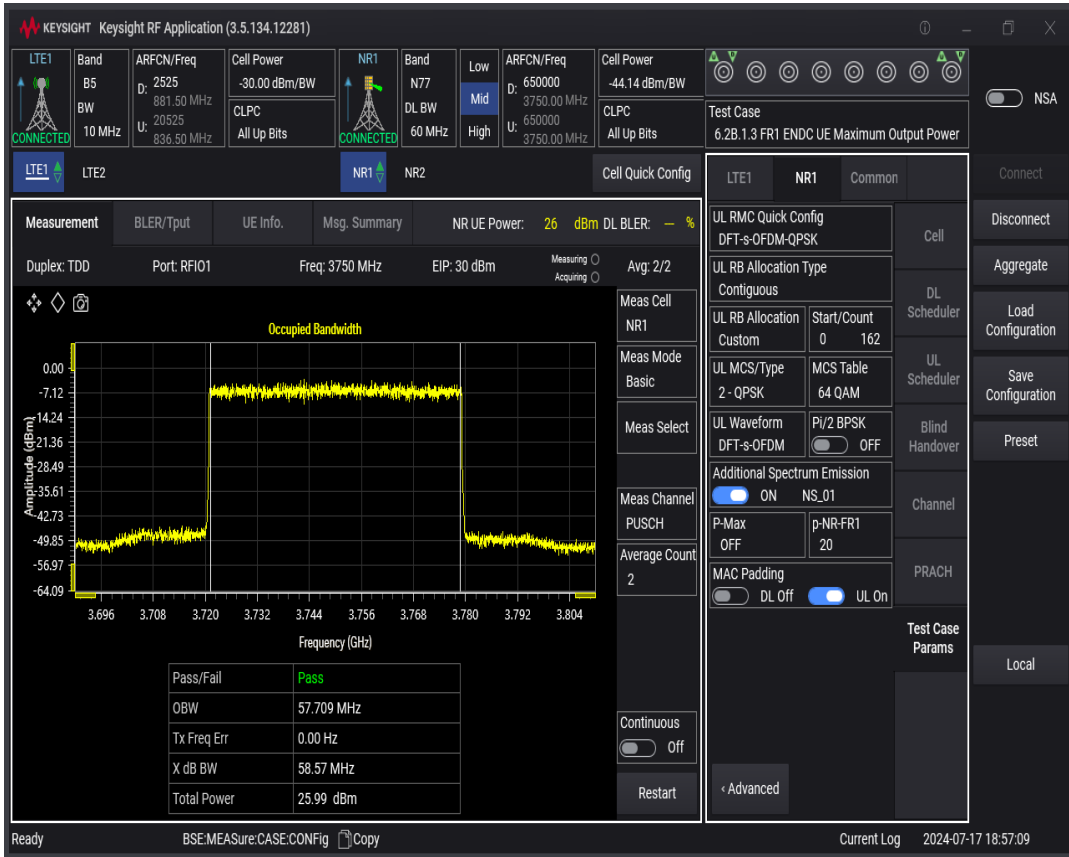 KEYSIGHT Keysight RF Application (3.5.134.12281)
LTE1
CONNECTED
Band
B5
BW
10 MHz
ARFCN/Freq
D: 2525
881.50 MHz
U: 20525
836.50 MHz
Cell Power
-30.00 dBm/BW
CLPC
All Up Bits
NR1
CONNECTED
Band
N77
DL BW
60 MHz
Low
Mid
High
ARFCN/Freq
D: 650000
3750.00 MHz
U: 650000
3750.00 MHz
Cell Power
-44.14 dBm/BW
CLPC
All Up Bits
Test Case
6.2B.1.3 FR1 ENDC UE Maximum Output Power
NSA
LTE1 LTE2 NR1 NR2 Cell Quick Config
Measurement BLER/Tput UE Info. Msg. Summary NR UE Power: 26 dBm DL BLER: --- %
Duplex: TDD Port: RFIO1 Freq: 3750 MHz EIP: 30 dBm
Measuring
Acquiring
Avg: 2/2
Occupied Bandwidth
Amplitude (dBm)
0.00
-7.12
-14.24
-21.36
-28.49
-35.61
-42.73
-49.85
-56.97
-64.09
3.696 3.708 3.720 3.732 3.744 3.756 3.768 3.780 3.792 3.804
Frequency (GHz)
Pass/Fail Pass
OBW 57.709 MHz
Tx Freq Err 0.00 Hz
X dB BW 58.57 MHz
Total Power 25.99 dBm
Meas Cell
NR1
Meas Mode
Basic
Meas Select
Meas Channel
PUSCH
Average Count
2
Continuous
Off
Restart
LTE1 NR1 Common
UL RMC Quick Config
DFT-s-OFDM-QPSK
UL RB Allocation Type
Contiguous
UL RB Allocation
Custom
Start/Count
0 162
UL MCS/Type
2 - QPSK
MCS Table
64 QAM
UL Waveform
DFT-s-OFDM
Pi/2 BPSK
OFF
Additional Spectrum Emission
ON NS_01
P-Max
OFF
p-NR-FR1
20
MAC Padding
DL Off UL On
‹ Advanced
Cell
DL
Scheduler
UL
Scheduler
Blind
Handover
Channel
PRACH
Test Case
Params
Connect
Disconnect
Aggregate
Load
Configuration
Save
Configuration
Preset
Local
Ready BSE:MEASure:CASE:CONFig Copy Current Log 2024-07-17 18:57:09